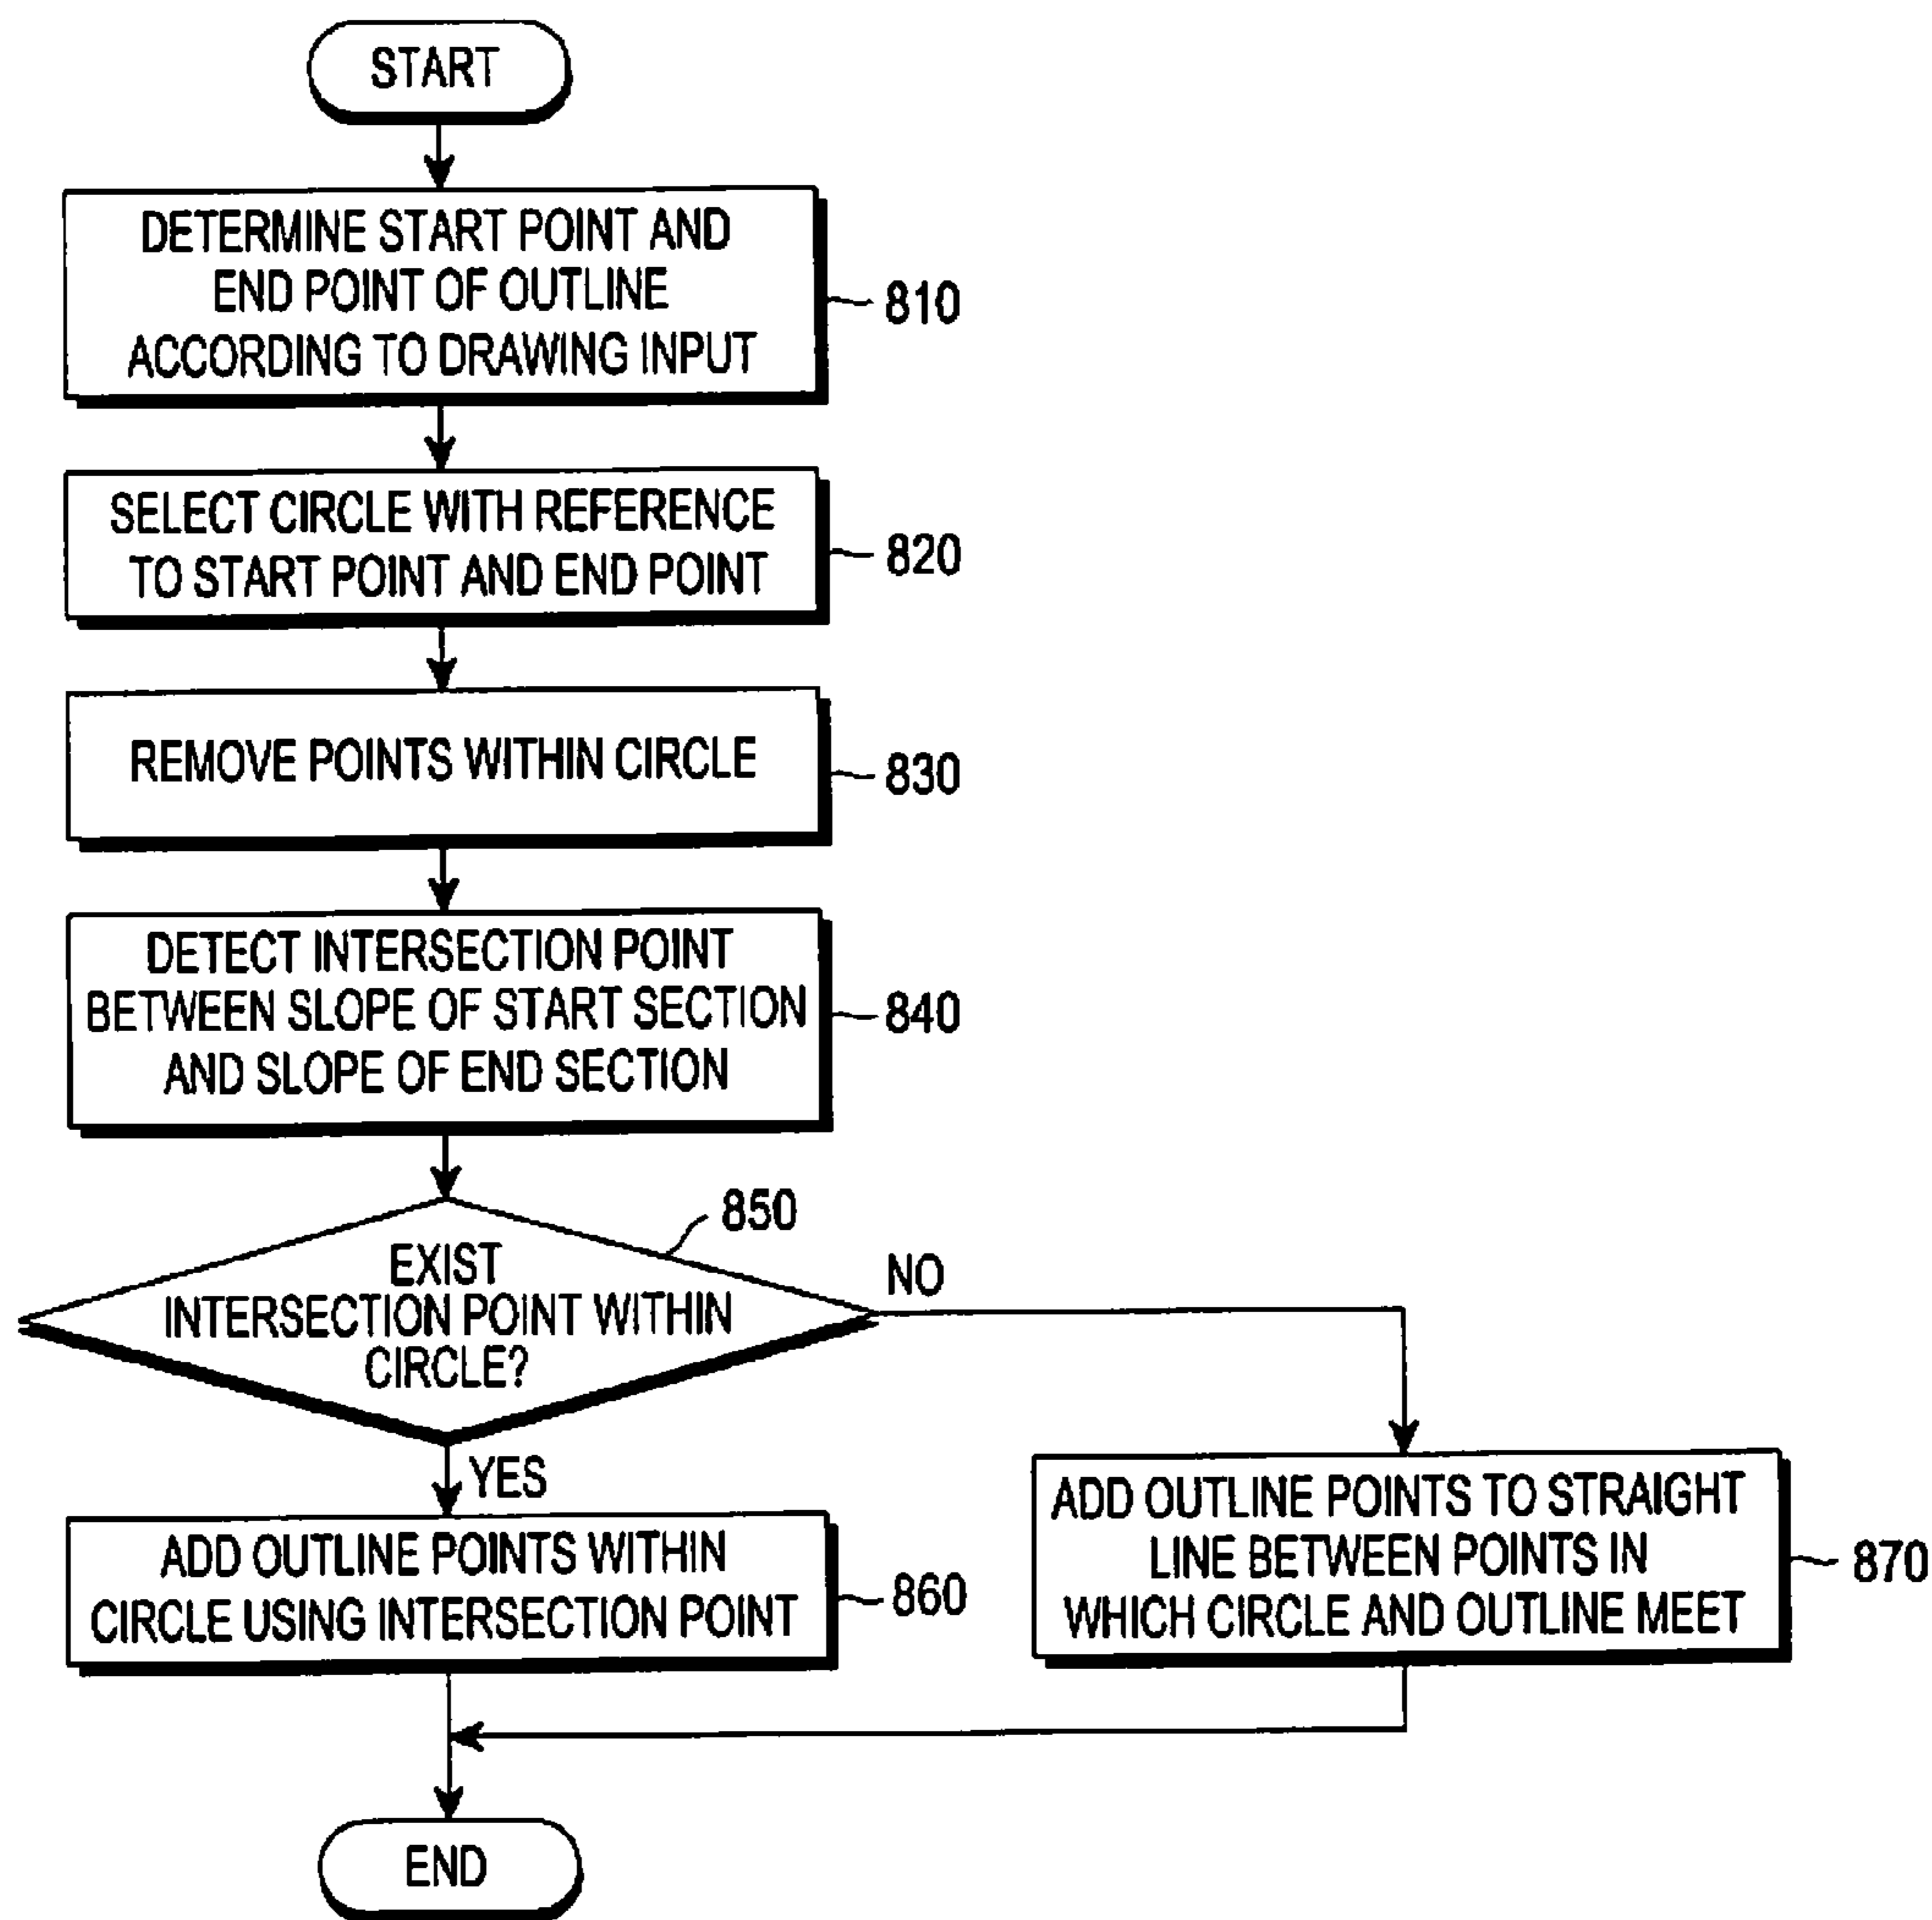 START
DETERMINE START POINT AND
END POINT OF OUTLINE
ACCORDING TO DRAWING INPUT
810
SELECT CIRCLE WITH REFERENCE
TO START POINT AND END POINT
820
REMOVE POINTS WITHIN CIRCLE
830
DETECT INTERSECTION POINT
BETWEEN SLOPE OF START SECTION
AND SLOPE OF END SECTION
840
850
EXIST
INTERSECTION POINT WITHIN
CIRCLE?
NO
YES
ADD OUTLINE POINTS WITHIN
CIRCLE USING INTERSECTION POINT
860
ADD OUTLINE POINTS TO STRAIGHT
LINE BETWEEN POINTS IN
WHICH CIRCLE AND OUTLINE MEET
870
END